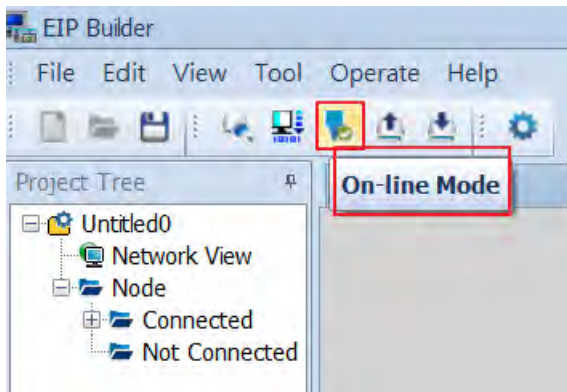 EIP Builder
File Edit View Tool Operate Help
Project Tree
On-line Mode
Untitled0
Network View
Node
Connected
Not Connected